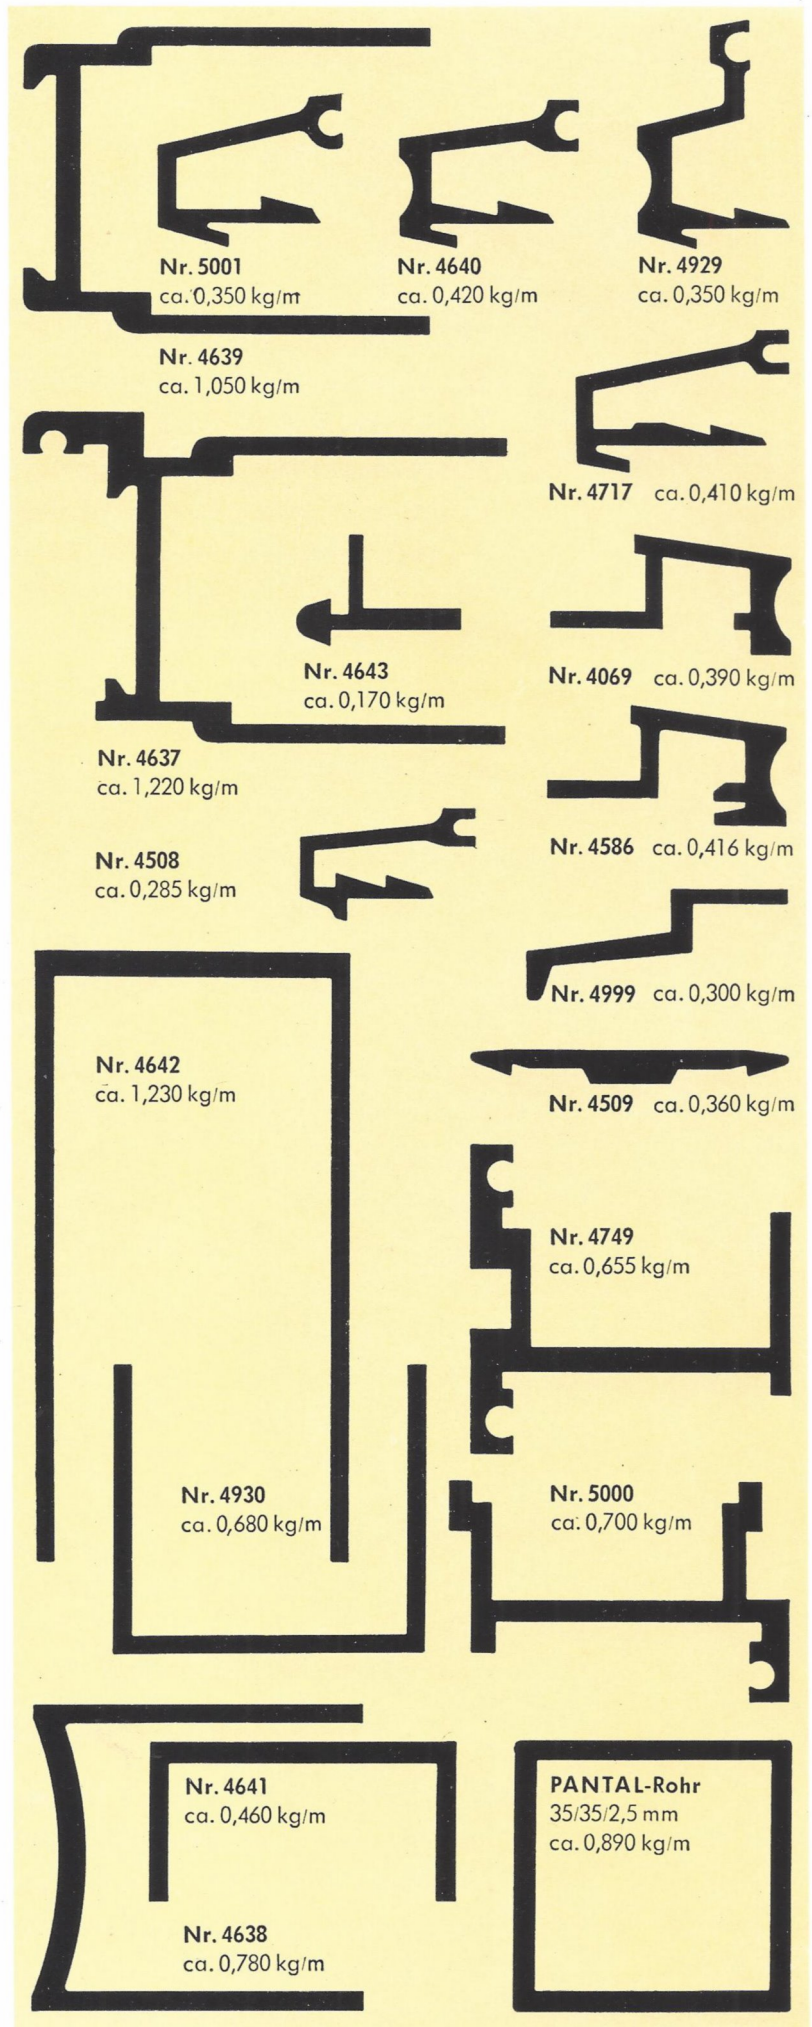 Nr. 5001
ca. 0,350 kg/m
Nr. 4640
ca. 0,420 kg/m
Nr. 4929
ca. 0,350 kg/m
Nr. 4639
ca. 1,050 kg/m
Nr. 4717 ca. 0,410 kg/m
Nr. 4643
ca. 0,170 kg/m
Nr. 4069 ca. 0,390 kg/m
Nr. 4637
ca. 1,220 kg/m
Nr. 4586 ca. 0,416 kg/m
Nr. 4508
ca. 0,285 kg/m
Nr. 4999 ca. 0,300 kg/m
Nr. 4642
ca. 1,230 kg/m
Nr. 4509 ca. 0,360 kg/m
Nr. 4749
ca. 0,655 kg/m
Nr. 4930
ca. 0,680 kg/m
Nr. 5000
ca. 0,700 kg/m
Nr. 4641
ca. 0,460 kg/m
PANTAL-Rohr
35/35/2,5 mm
ca. 0,890 kg/m
Nr. 4638
ca. 0,780 kg/m